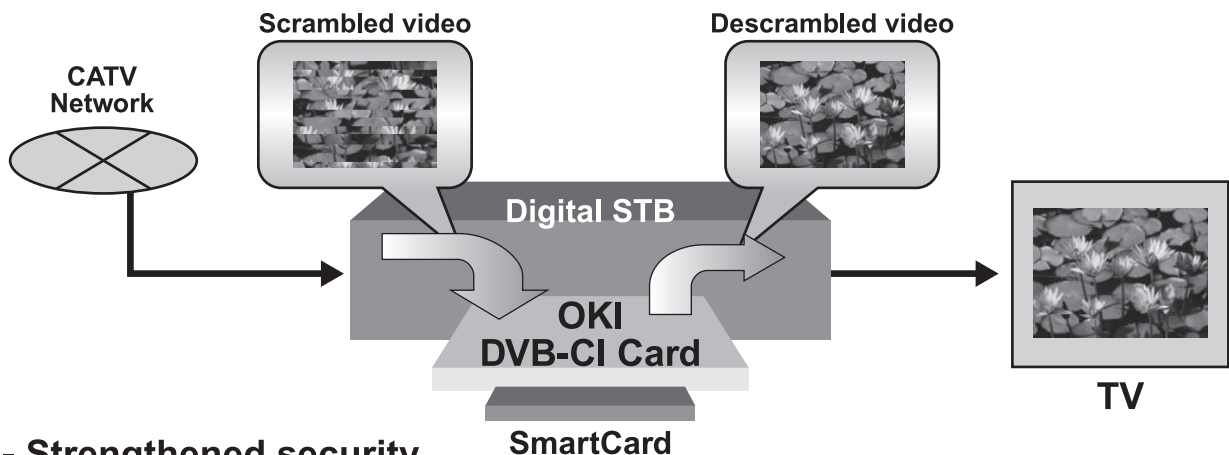 Scrambled video
Descrambled video
CATV
Network
Digital STB
OKI
DVB-CI Card
SmartCard
TV
- Strengthened security